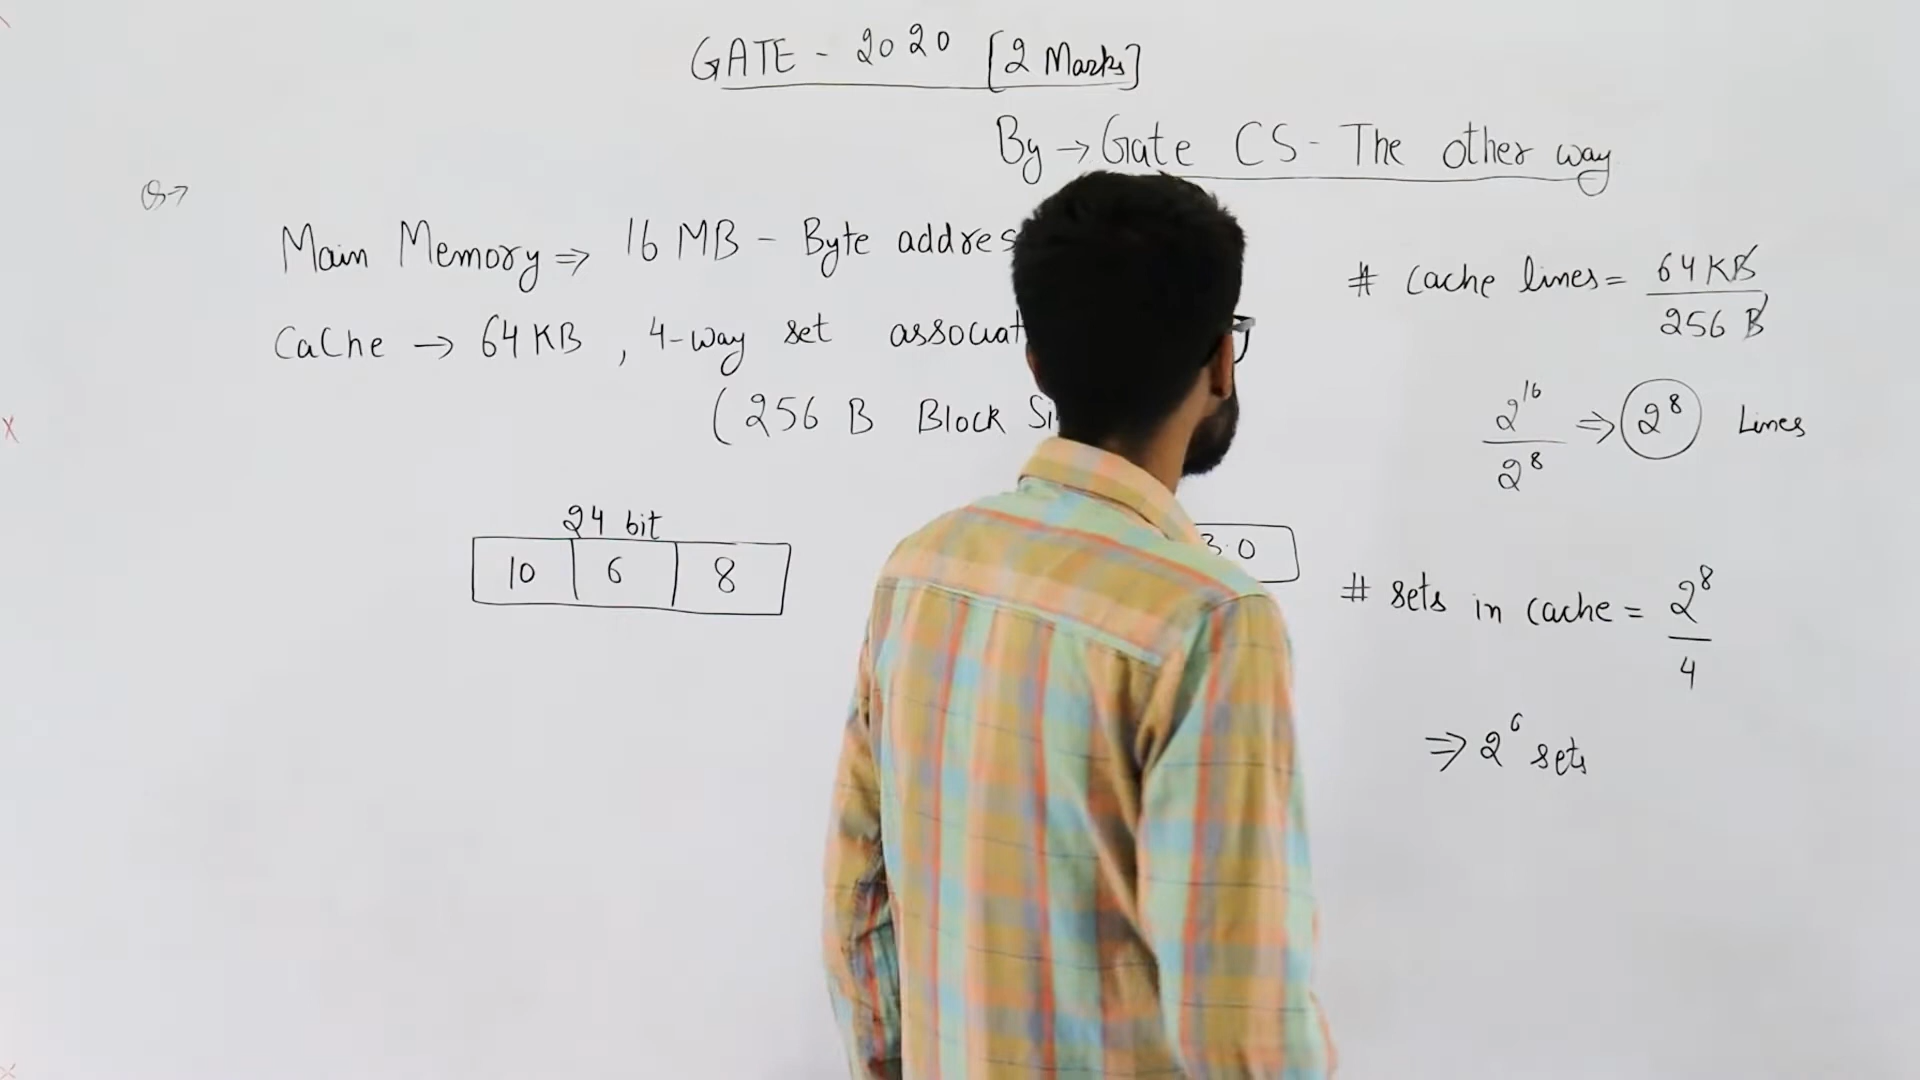 GATE - 2020 [2 Marks]
By → Gate CS - The other way
Q→
Main Memory ⇒ 16 MB - Byte addres
CaChe → 64 KB , 4-way set associat
(256 B Block Si
24 bit
10 6 8
# Cache lines = 64 KB / 256 B
2^16 / 2^8 ⇒ 2^8 Lines
# sets in cache = 2^8 / 4
⇒ 2^6 sets